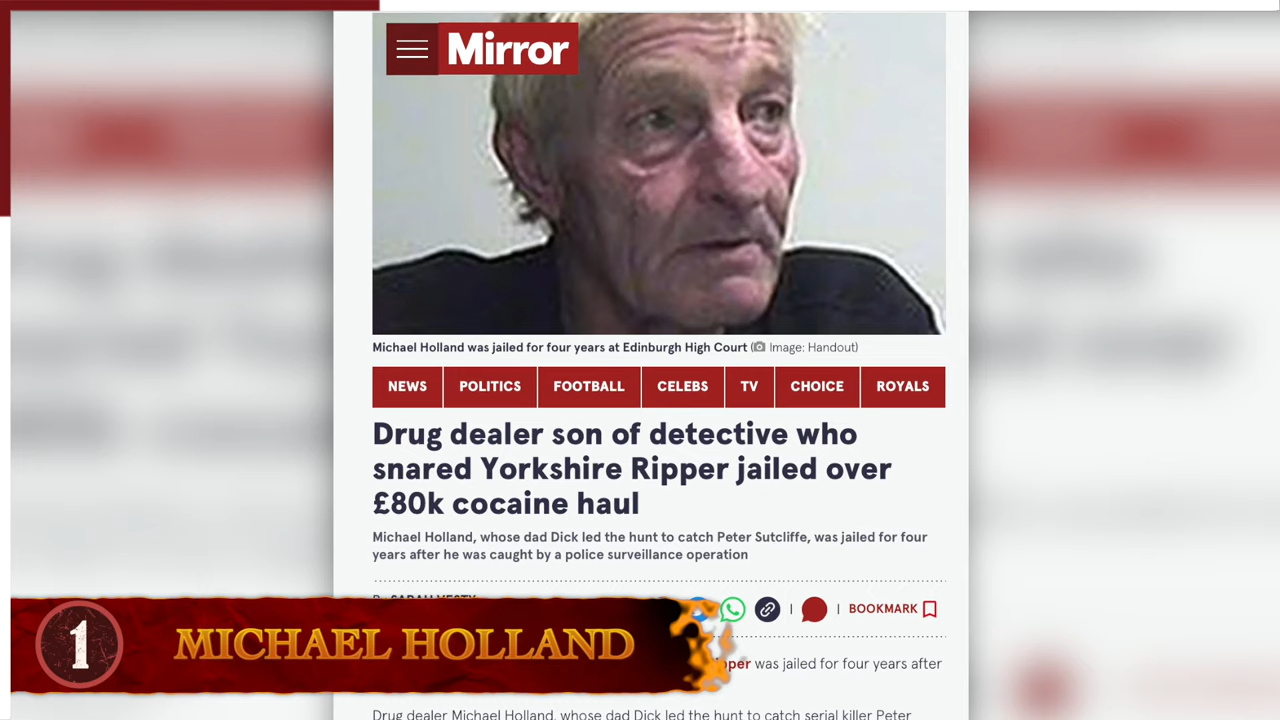 Mirror
Michael Holland was jailed for four years at Edinburgh High Court (Image: Handout)
NEWS POLITICS FOOTBALL CELEBS TV CHOICE ROYALS
Drug dealer son of detective who
snared Yorkshire Ripper jailed over
£80k cocaine haul
Michael Holland, whose dad Dick led the hunt to catch Peter Sutcliffe, was jailed for four
years after he was caught by a police surveillance operation
| | BOOKMARK
1 MICHAEL HOLLAND
was jailed for four years after
Drug dealer Michael Holland, whose dad Dick led the hunt to catch serial killer Peter